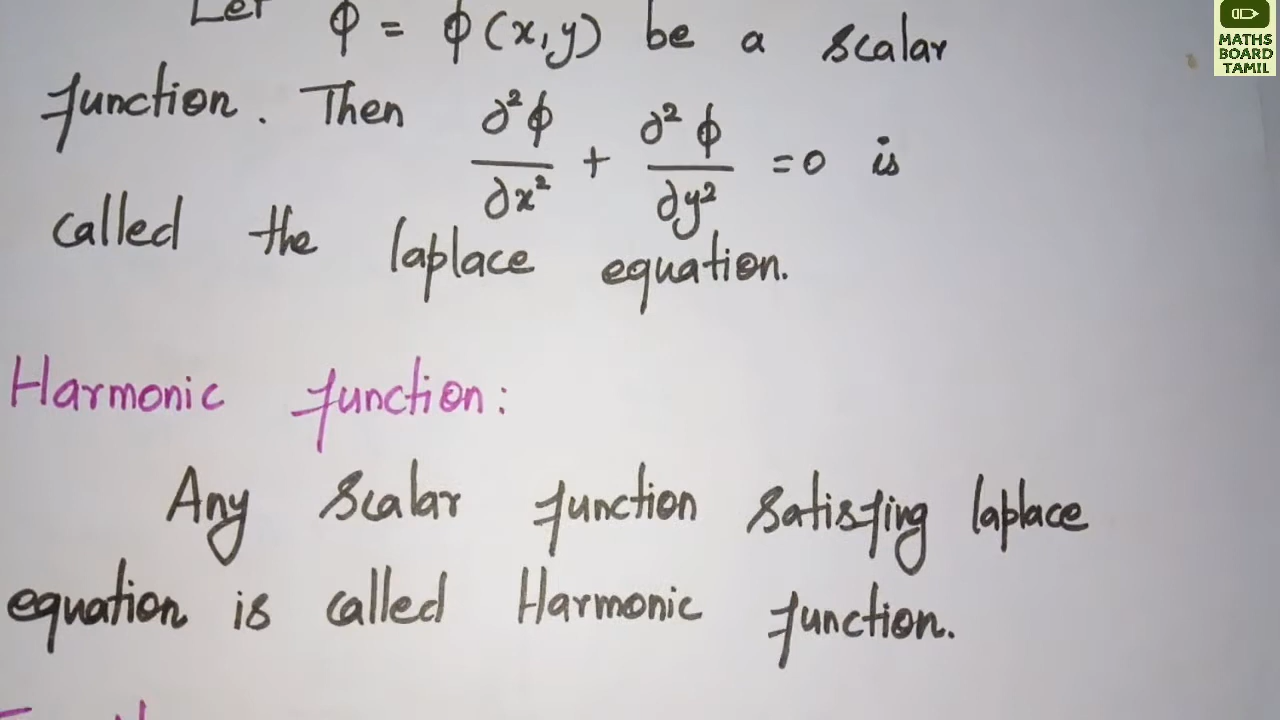 Let φ = φ(x,y) be a scalar
function. Then ∂²φ/∂x² + ∂²φ/∂y² = 0 is
called the laplace equation.
Harmonic function:
Any scalar function satisfing laplace
equation is called Harmonic function.
MATHS
BOARD
TAMIL